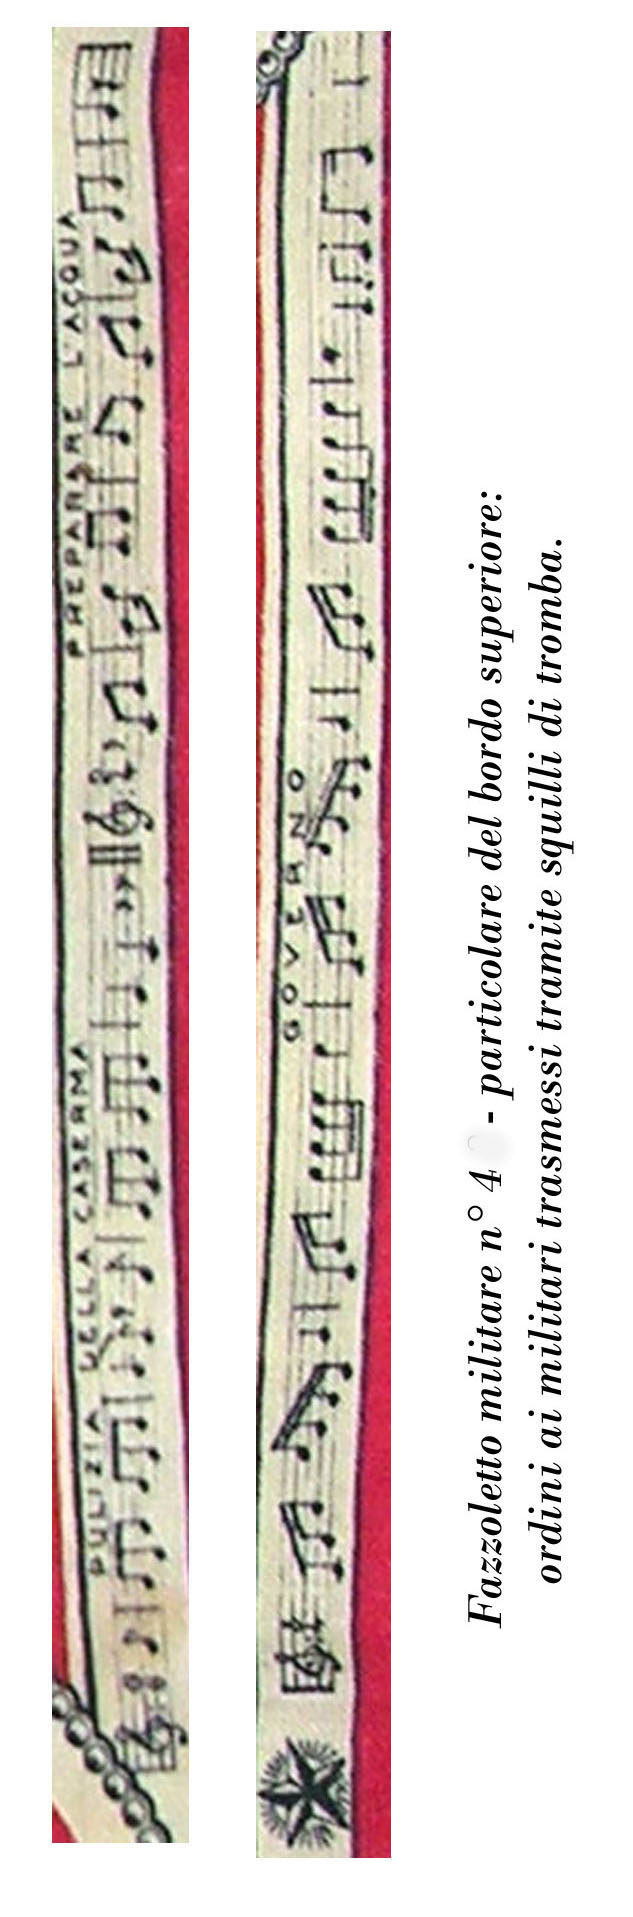 PULIZIA DELLA CASERMA
PREPARARE L'ACQUA
GOVERNO
Fazzoletto militare n° 4 - particolare del bordo superiore:
ordini ai militari trasmessi tramite squilli di tromba.